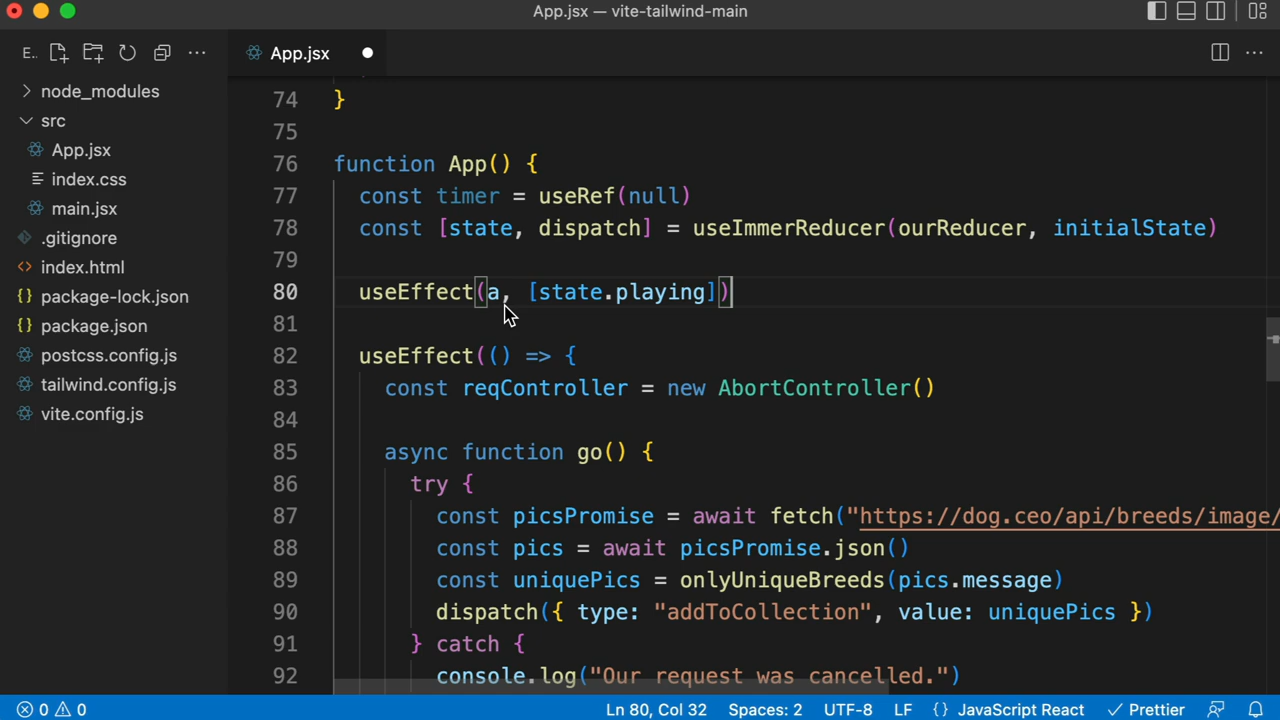 App.jsx — vite-tailwind-main
E..
App.jsx
node_modules
src
App.jsx
index.css
main.jsx
.gitignore
index.html
package-lock.json
package.json
postcss.config.js
tailwind.config.js
vite.config.js
74 }
75
76 function App() {
77 const timer = useRef(null)
78 const [state, dispatch] = useImmerReducer(ourReducer, initialState)
79
80 useEffect(a, [state.playing])
81
82 useEffect(() => {
83 const reqController = new AbortController()
84
85 async function go() {
86 try {
87 const picsPromise = await fetch("https://dog.ceo/api/breeds/image/
88 const pics = await picsPromise.json()
89 const uniquePics = onlyUniqueBreeds(pics.message)
90 dispatch({ type: "addToCollection", value: uniquePics })
91 } catch {
92 console.log("Our request was cancelled.")
0 0 Ln 80, Col 32 Spaces: 2 UTF-8 LF {} JavaScript React Prettier